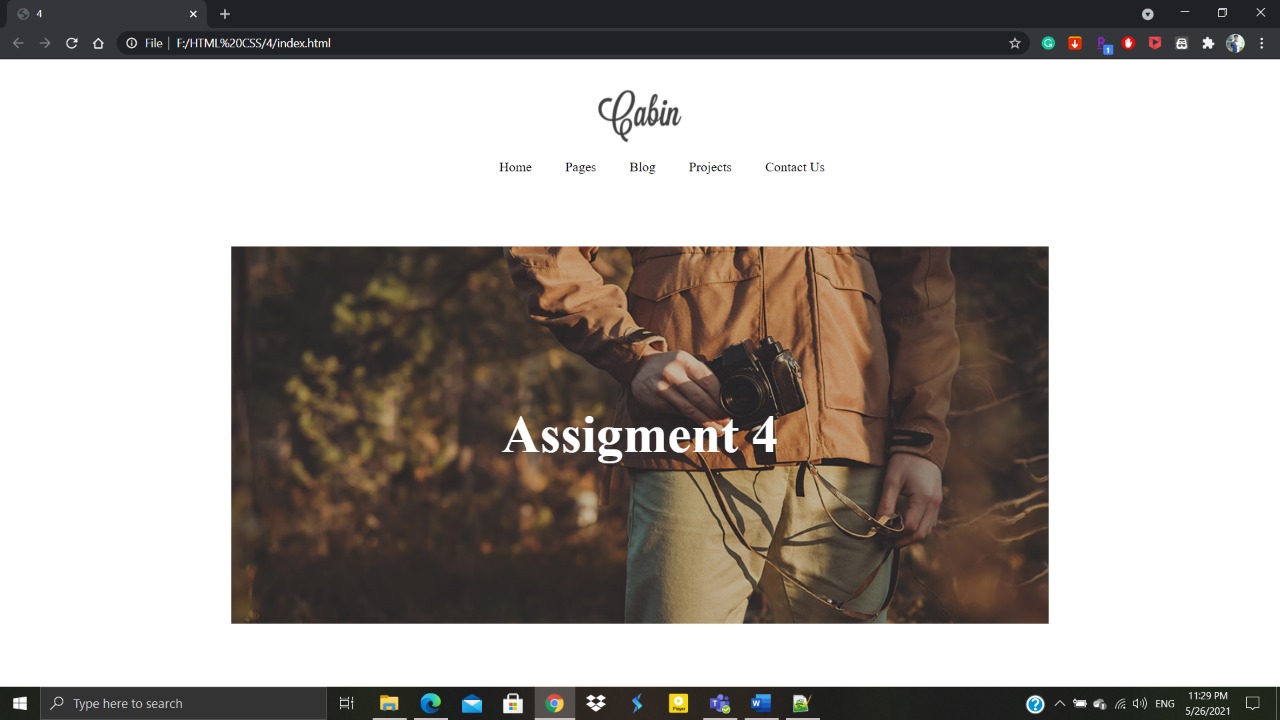 4
File
F:/HTML%20CSS/4/index.html
1
Cabin
Home Pages Blog Projects Contact Us
Assigment 4
Type here to search
ENG
11:29 PM
5/26/2021